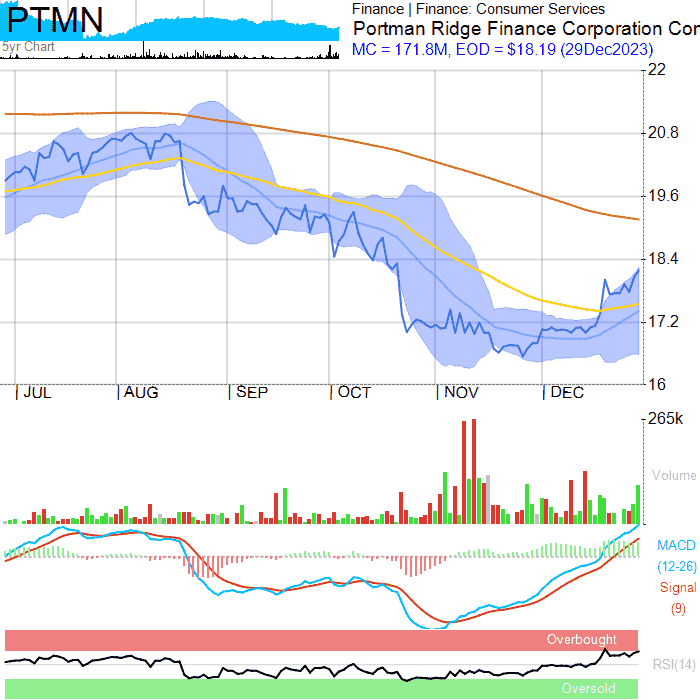 PTMN
5yr Chart
Finance | Finance: Consumer Services
Portman Ridge Finance Corporation Cor
MC = 171.8M, EOD = $18.19 (29Dec2023)
22
20.8
19.6
18.4
17.2
16
JUL AUG SEP OCT NOV DEC
265k
Volume
MACD
(12-26)
Signal
(9)
Overbought
RSI(14)
Oversold